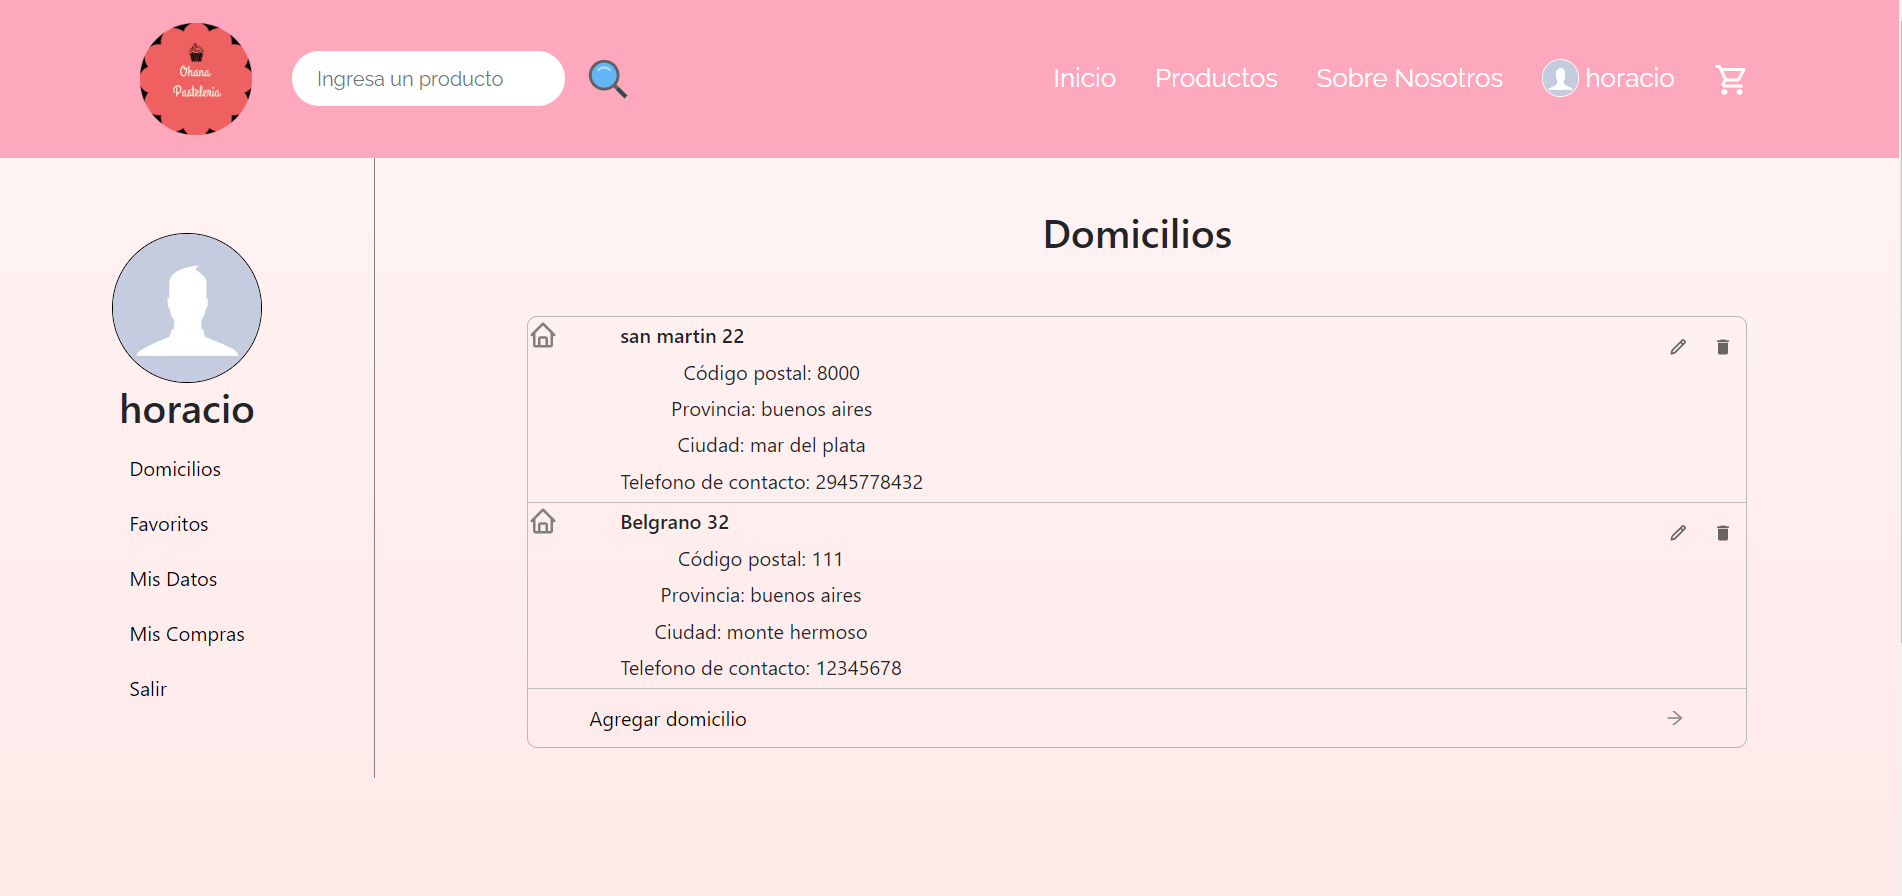 Ohana
Pasteleria
Ingresa un producto
Inicio
Productos
Sobre Nosotros
horacio
horacio
Domicilios
Favoritos
Mis Datos
Mis Compras
Salir
Domicilios
san martin 22
Código postal: 8000
Provincia: buenos aires
Ciudad: mar del plata
Telefono de contacto: 2945778432
Belgrano 32
Código postal: 111
Provincia: buenos aires
Ciudad: monte hermoso
Telefono de contacto: 12345678
Agregar domicilio